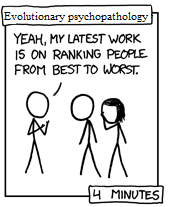 Evolutionary psychopathology
YEAH, MY LATEST WORK
IS ON RANKING PEOPLE
FROM BEST TO WORST.
4 MINUTES